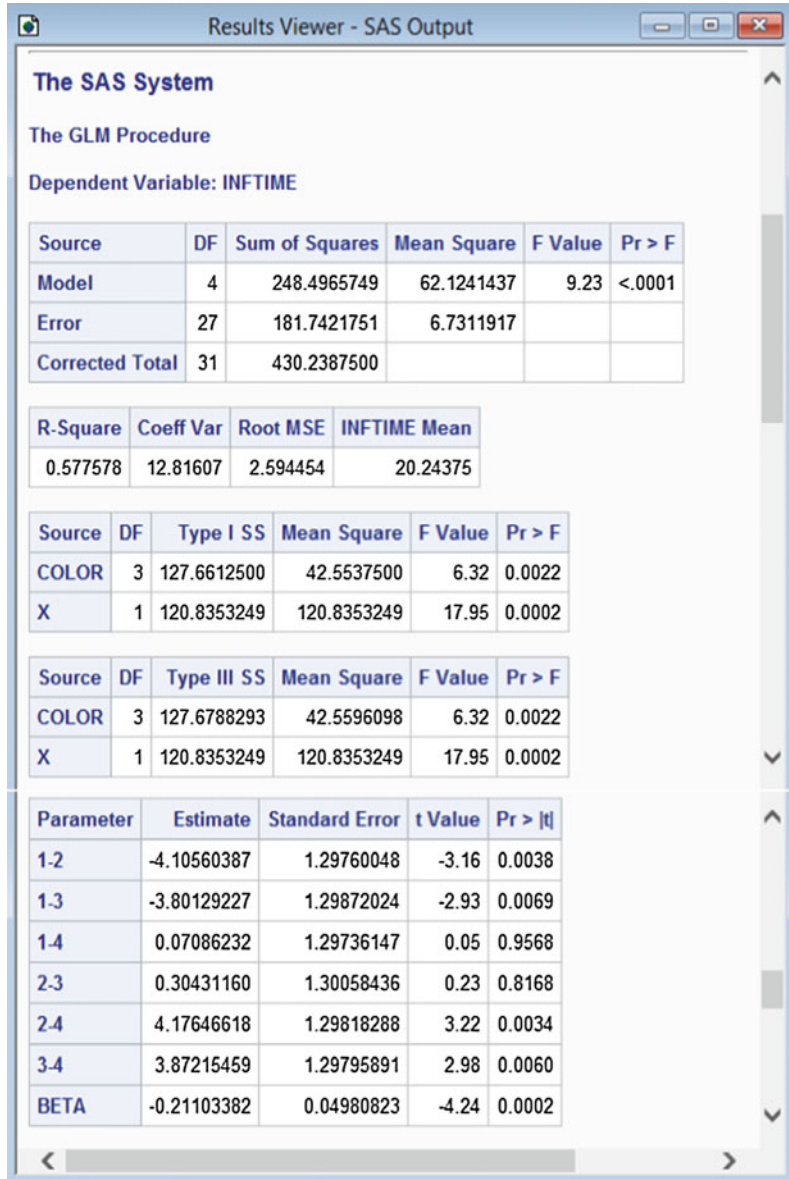 Results Viewer - SAS Output
The SAS System
The GLM Procedure
Dependent Variable: INFTIME
Source DF Sum of Squares Mean Square F Value Pr > F
Model 4 248.4965749 62.1241437 9.23 <.0001
Error 27 181.7421751 6.7311917
Corrected Total 31 430.2387500
R-Square Coeff Var Root MSE INFTIME Mean
0.577578 12.81607 2.594454 20.24375
Source DF Type I SS Mean Square F Value Pr > F
COLOR 3 127.6612500 42.5537500 6.32 0.0022
X 1 120.8353249 120.8353249 17.95 0.0002
Source DF Type III SS Mean Square F Value Pr > F
COLOR 3 127.6788293 42.5596098 6.32 0.0022
X 1 120.8353249 120.8353249 17.95 0.0002
Parameter Estimate Standard Error t Value Pr > |t|
1-2 -4.10560387 1.29760048 -3.16 0.0038
1-3 -3.80129227 1.29872024 -2.93 0.0069
1-4 0.07086232 1.29736147 0.05 0.9568
2-3 0.30431160 1.30058436 0.23 0.8168
2-4 4.17646618 1.29818288 3.22 0.0034
3-4 3.87215459 1.29795891 2.98 0.0060
BETA -0.21103382 0.04980823 -4.24 0.0002